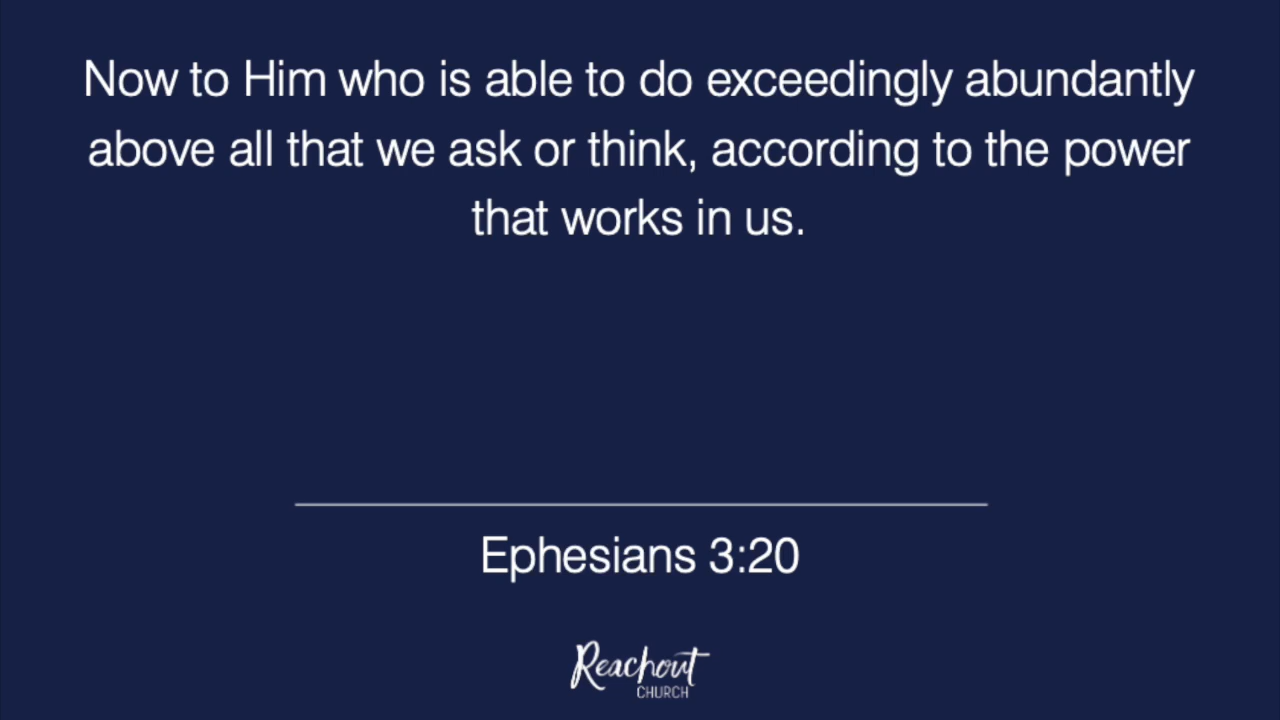 Now to Him who is able to do exceedingly abundantly
above all that we ask or think, according to the power
that works in us.
Ephesians 3:20
Reachout
CHURCH